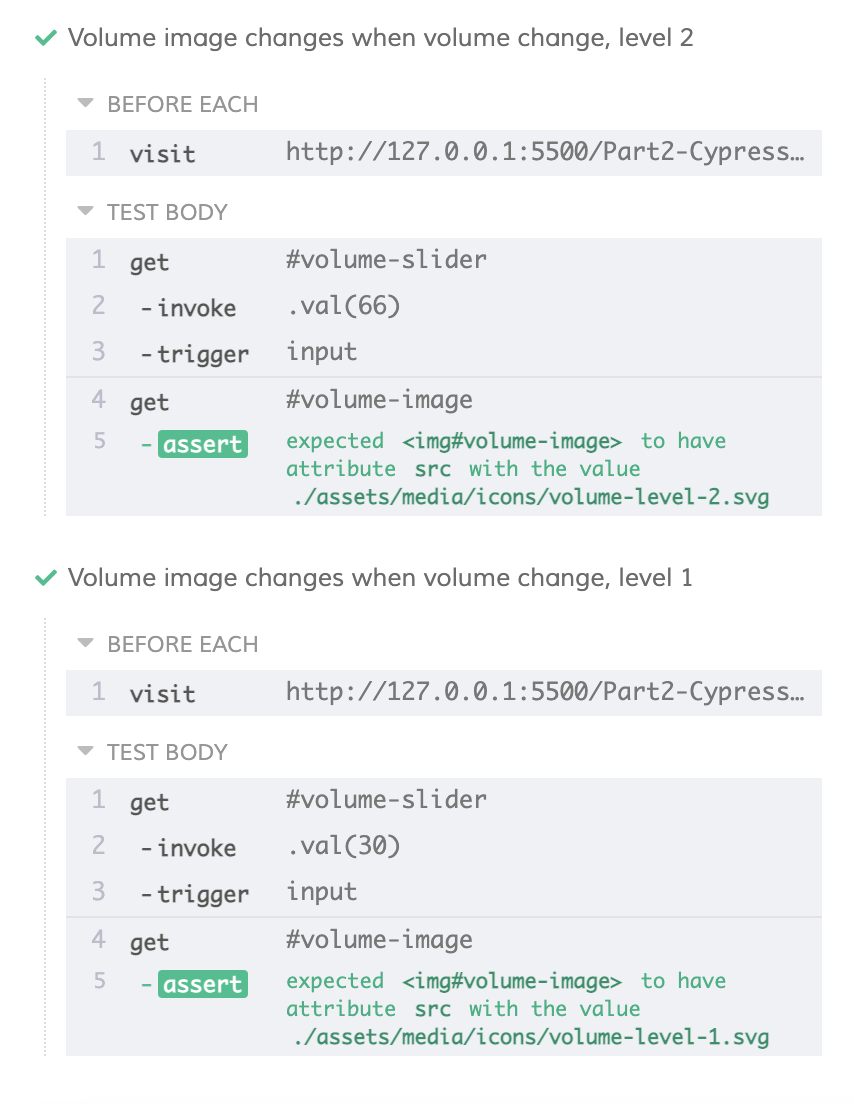 Volume image changes when volume change, level 2
BEFORE EACH
1 visit http://127.0.0.1:5500/Part2-Cypress…
TEST BODY
1 get #volume-slider
2 -invoke .val(66)
3 -trigger input
4 get #volume-image
5 -assert expected <img#volume-image> to have
attribute src with the value
./assets/media/icons/volume-level-2.svg
Volume image changes when volume change, level 1
BEFORE EACH
1 visit http://127.0.0.1:5500/Part2-Cypress…
TEST BODY
1 get #volume-slider
2 -invoke .val(30)
3 -trigger input
4 get #volume-image
5 -assert expected <img#volume-image> to have
attribute src with the value
./assets/media/icons/volume-level-1.svg